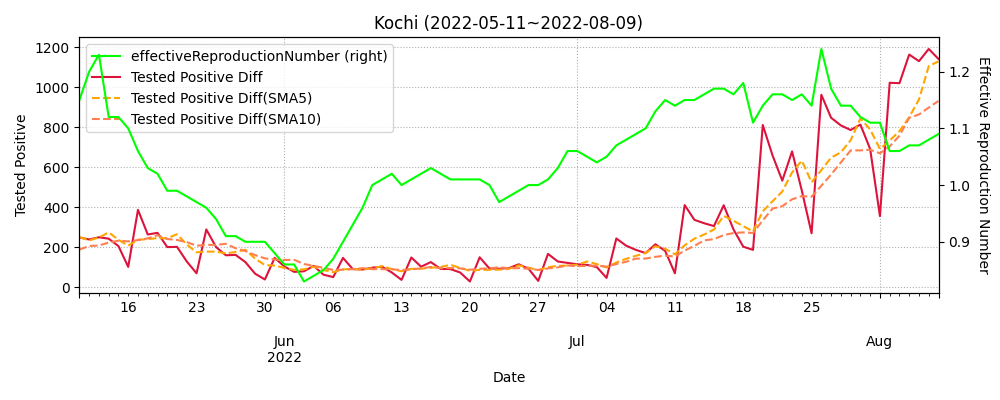 Kochi (2022-05-11~2022-08-09)
effectiveReproductionNumber (right)
Tested Positive Diff
Tested Positive Diff(SMA5)
Tested Positive Diff(SMA10)
Tested Positive
1200
1000
800
600
400
200
0
1.2
1.1
1.0
0.9
Effective Reproduction Number
16 23 30 06 13 20 27 04 11 18 25
Jun Jul Aug
2022
Date